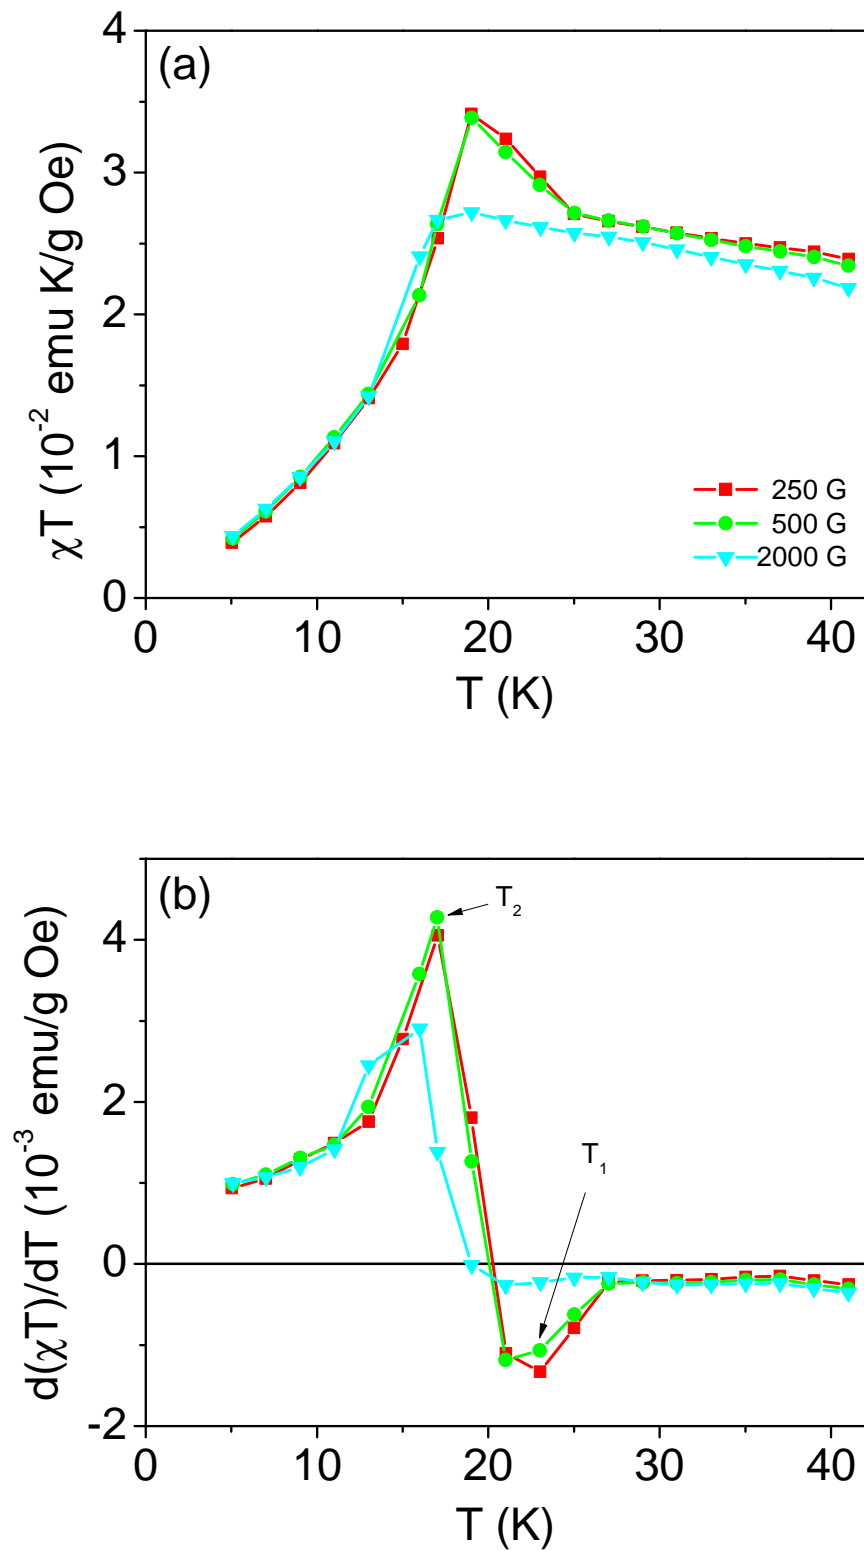 (a)
4
3
2
1
0
χT (10⁻² emu K/g Oe)
250 G
500 G
2000 G
0 10 20 30 40
T (K)
(b)
T₂
4
2
0
-2
d(χT)/dT (10⁻³ emu/g Oe)
T₁
0 10 20 30 40
T (K)